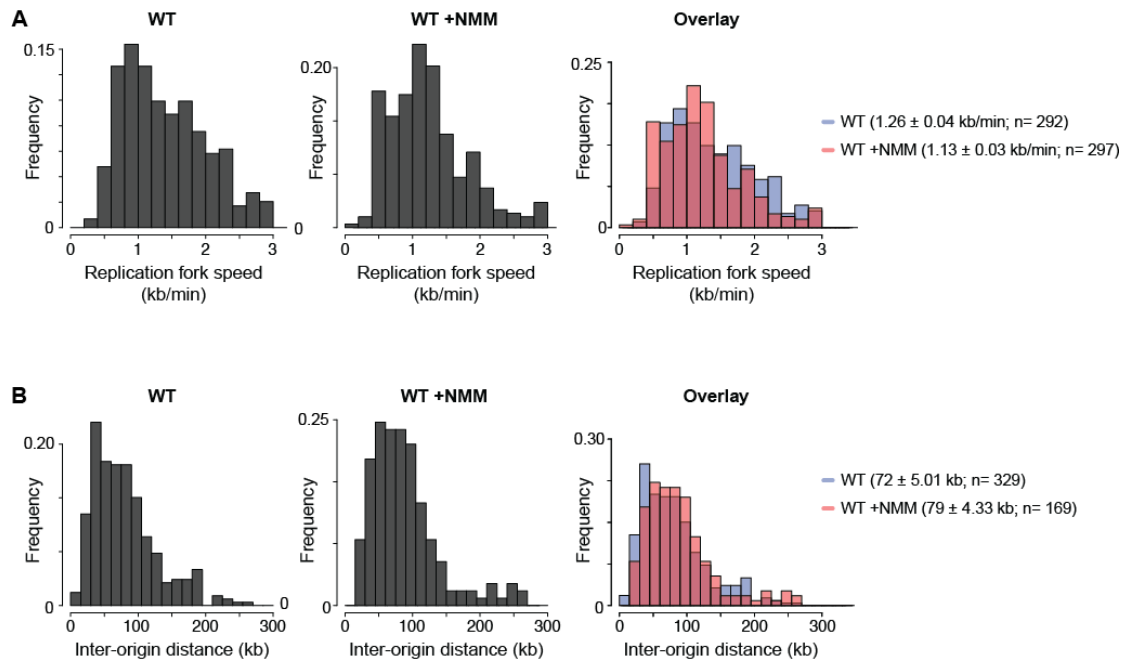 A
WT
WT +NMM
Overlay
0.15
0
Frequency
0 1 2 3
Replication fork speed
(kb/min)
0.20
0
Frequency
0 1 2 3
Replication fork speed
(kb/min)
0.25
0
Frequency
0 1 2 3
Replication fork speed
(kb/min)
WT (1.26 ± 0.04 kb/min; n= 292)
WT +NMM (1.13 ± 0.03 kb/min; n= 297)
B
WT
WT +NMM
Overlay
0.20
0
Frequency
0 100 200 300
Inter-origin distance (kb)
0.25
0
Frequency
0 100 200 300
Inter-origin distance (kb)
0.30
0
Frequency
0 100 200 300
Inter-origin distance (kb)
WT (72 ± 5.01 kb; n= 329)
WT +NMM (79 ± 4.33 kb; n= 169)